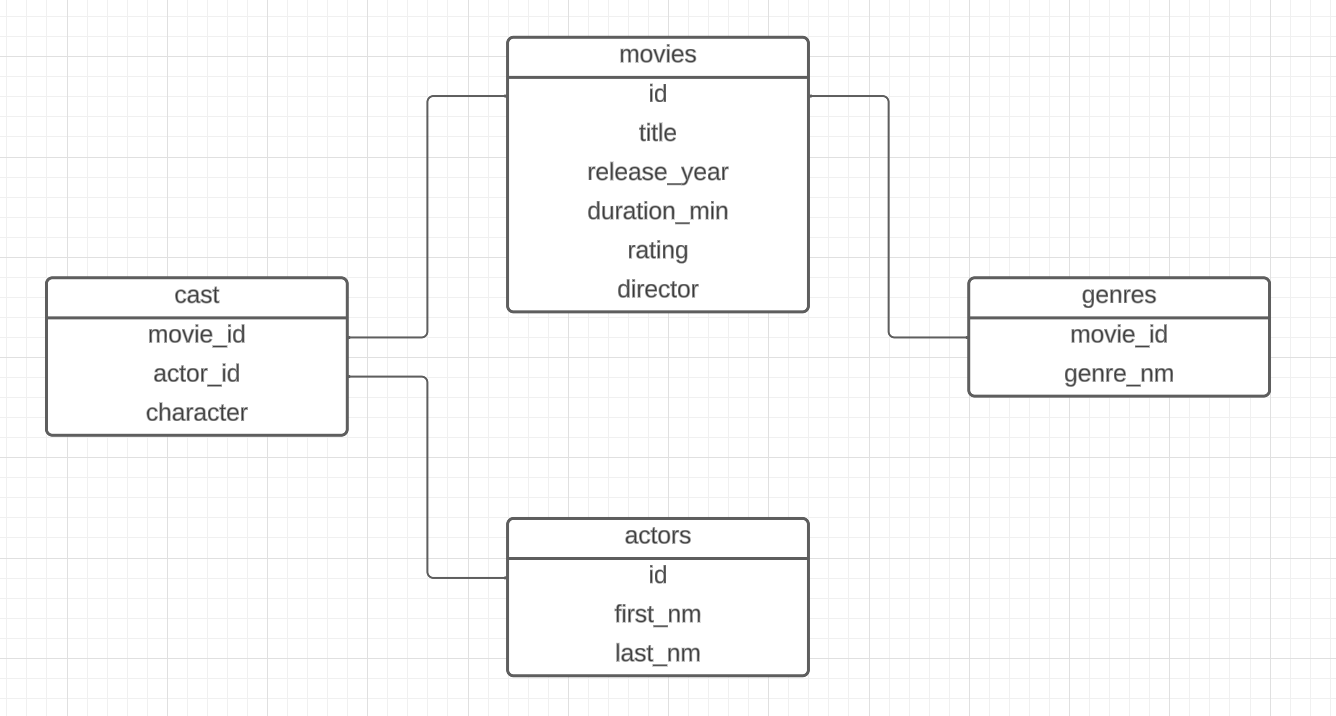 movies
id
title
release_year
duration_min
rating
director
cast
movie_id
actor_id
character
genres
movie_id
genre_nm
actors
id
first_nm
last_nm